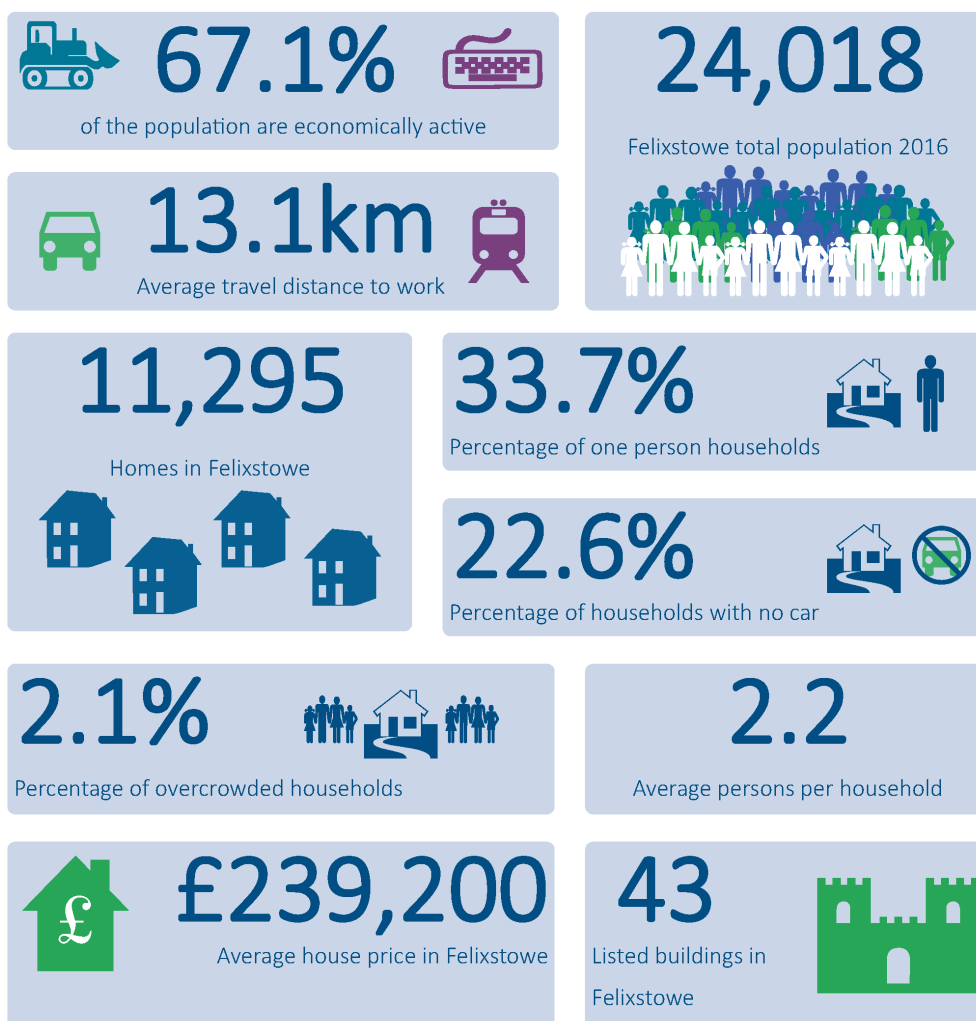 67.1%
of the population are economically active
24,018
Felixstowe total population 2016
13.1km
Average travel distance to work
11,295
Homes in Felixstowe
33.7%
Percentage of one person households
22.6%
Percentage of households with no car
2.1%
Percentage of overcrowded households
2.2
Average persons per household
£
£239,200
Average house price in Felixstowe
43
Listed buildings in
Felixstowe